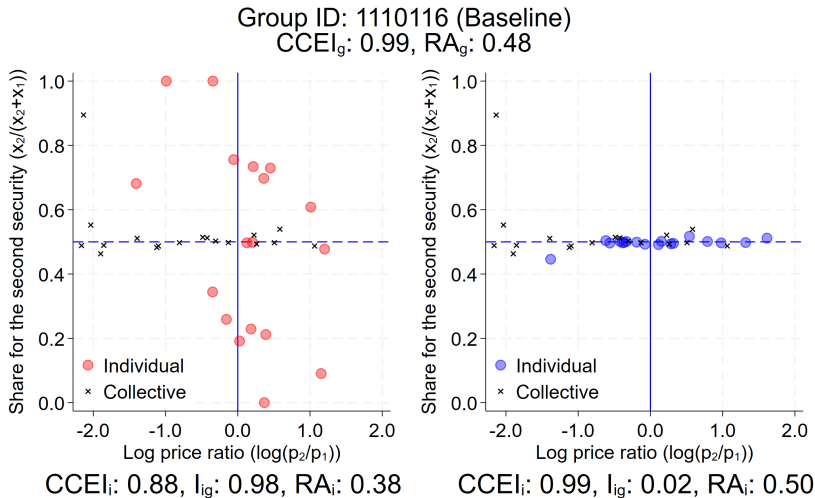 Group ID: 1110116 (Baseline)
CCEIg: 0.99, RAg: 0.48
Share for the second security (x2/(x2+x1))
1.0
0.8
0.6
0.4
0.2
0.0
Individual
Collective
-2.0 -1.0 0.0 1.0 2.0
Log price ratio (log(p2/p1))
CCEIi: 0.88, Iig: 0.98, RAi: 0.38
Share for the second security (x2/(x2+x1))
1.0
0.8
0.6
0.4
0.2
0.0
Individual
Collective
-2.0 -1.0 0.0 1.0 2.0
Log price ratio (log(p2/p1))
CCEIi: 0.99, Iig: 0.02, RAi: 0.50